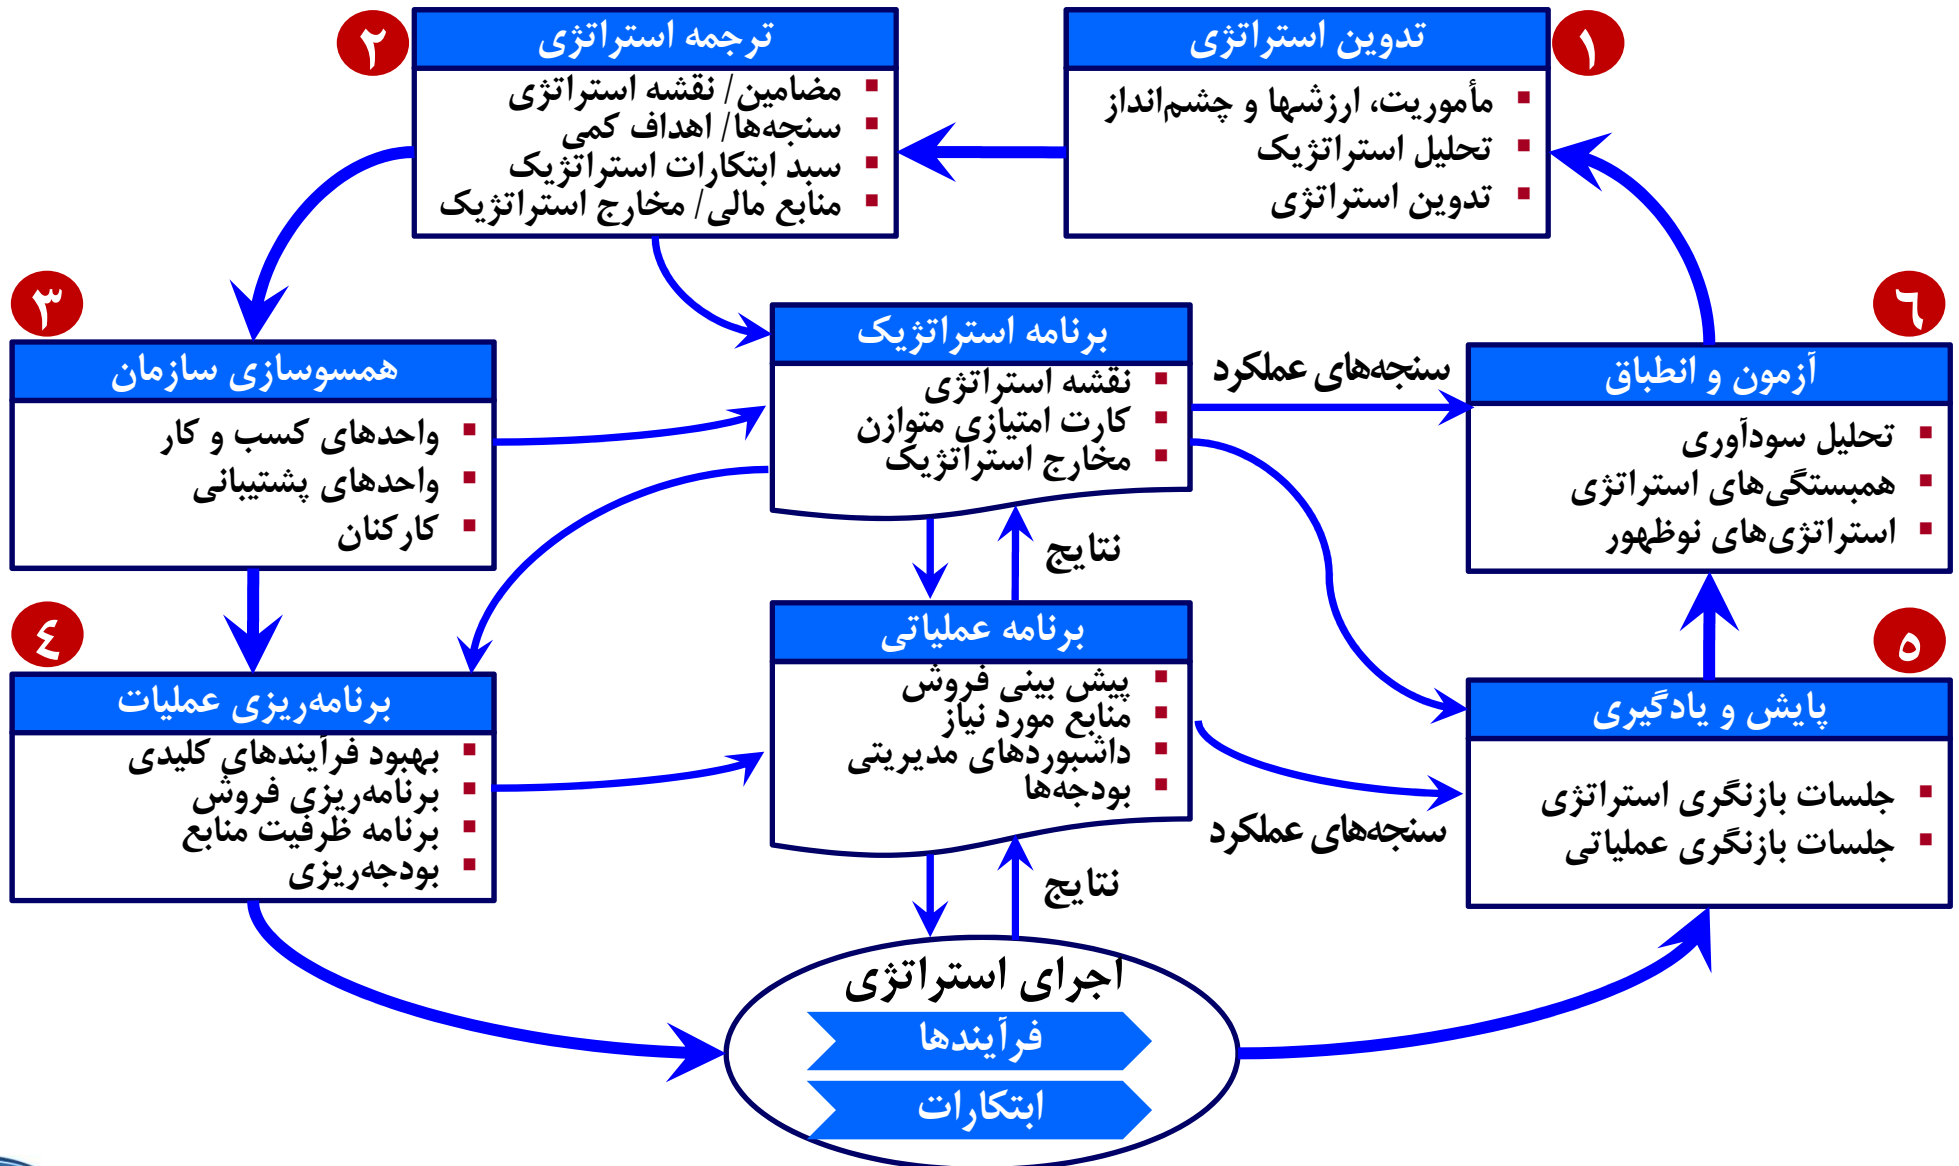 ۱
تدوین استراتژی
مأموریت، ارزشها و چشم‌انداز
تحلیل استراتژیک
تدوین استراتژی
۲
ترجمه استراتژی
مضامین/ نقشه استراتژی
سنجه‌ها/ اهداف کمی
سبد ابتکارات استراتژیک
منابع مالی/ مخارج استراتژیک
۳
همسوسازی سازمان
واحدهای کسب و کار
واحدهای پشتیبانی
کارکنان
برنامه استراتژیک
نقشه استراتژی
کارت امتیازی متوازن
مخارج استراتژیک
سنجه‌های عملکرد
٦
آزمون و انطباق
تحلیل سودآوری
همبستگی‌های استراتژی
استراتژی‌های نوظهور
نتایج
٤
برنامه‌ریزی عملیات
بهبود فرآیندهای کلیدی
برنامه‌ریزی فروش
برنامه ظرفیت منابع
بودجه‌ریزی
برنامه عملیاتی
پیش بینی فروش
منابع مورد نیاز
داشبوردهای مدیریتی
بودجه‌ها
سنجه‌های عملکرد
٥
پایش و یادگیری
جلسات بازنگری استراتژی
جلسات بازنگری عملیاتی
نتایج
اجرای استراتژی
فرآیندها
ابتکارات